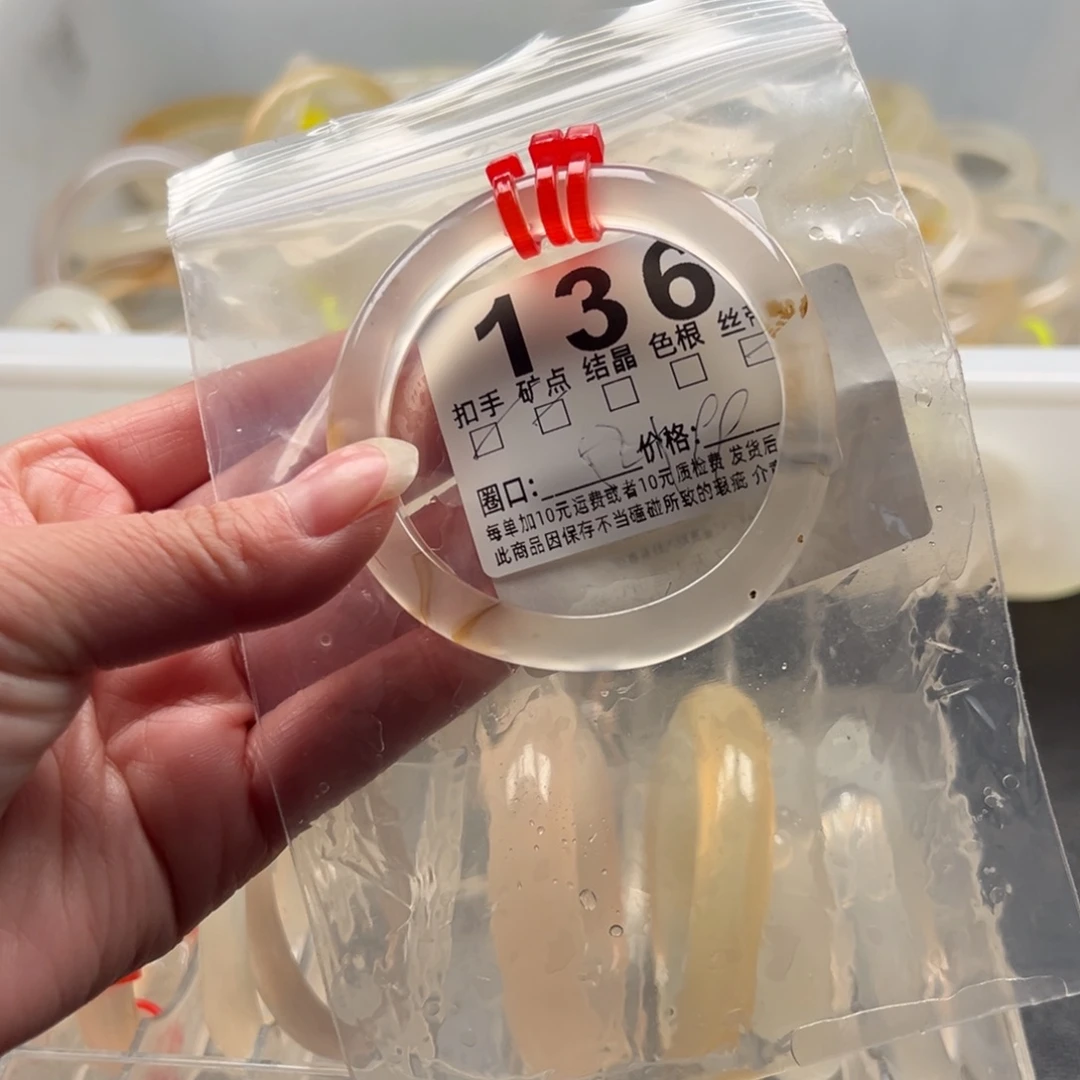 136
扣手 矿点 结晶 色根 丝
圈口: 价格:
每单加10元运费或者10元质检费 发货后
此商品因保存不当磕碰所致的瑕疵 介